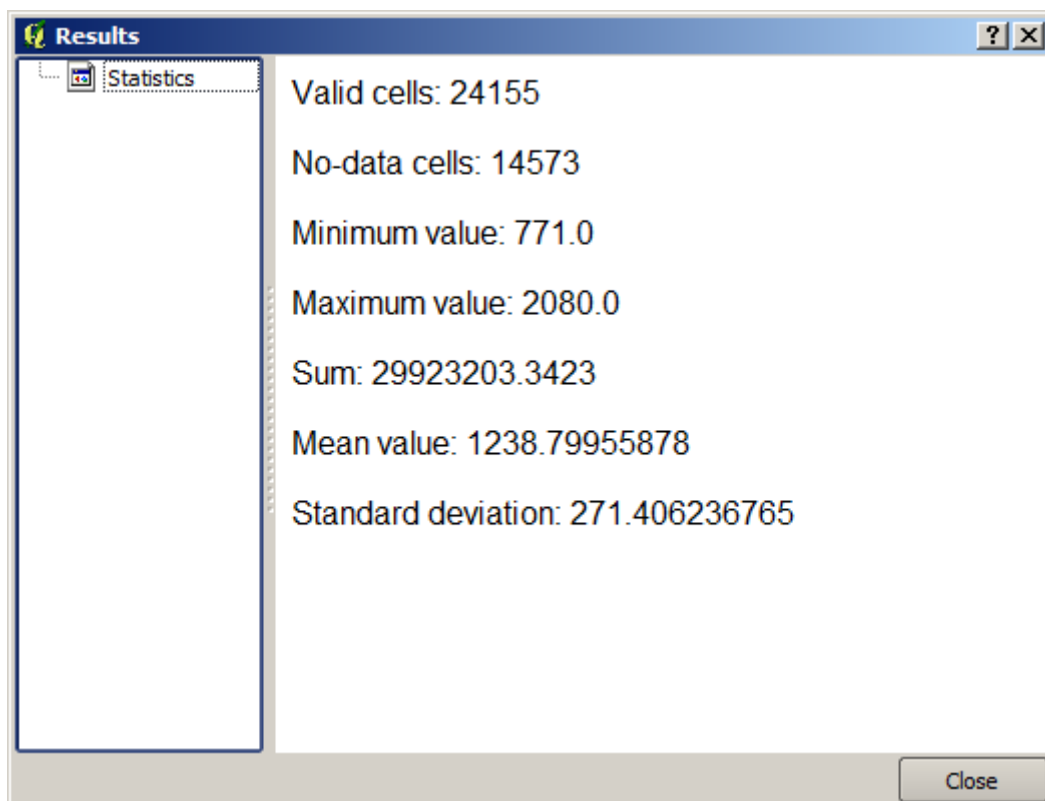 Results
Statistics
Valid cells: 24155
No-data cells: 14573
Minimum value: 771.0
Maximum value: 2080.0
Sum: 29923203.3423
Mean value: 1238.79955878
Standard deviation: 271.406236765
Close